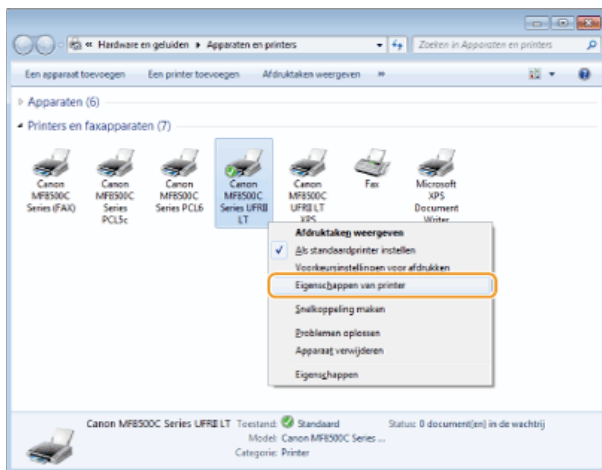 « Hardware en geluiden ▸ Apparaten en printers
Zoeken in Apparaten en printers
Een apparaat toevoegen Een printer toevoegen Afdruktaken weergeven »
Apparaten (6)
Printers en faxapparaten (7)
Canon MF8500C Series (FAX)
Canon MF8500C Series PCL5c
Canon MF8500C Series PCL6
Canon MF8500C Series UFRII LT
Canon MF8500C UFRII LT XPS
Fax
Microsoft XPS Document Writer
Afdruktaken weergeven
Als standaardprinter instellen
Voorkeursinstellingen voor afdrukken
Eigenschappen van printer
Snelkoppeling maken
Problemen oplossen
Apparaat verwijderen
Eigenschappen
Canon MF8500C Series UFRII LT Toestand: Standaard Status: 0 document(en) in de wachtrij
Model: Canon MF8500C Series ...
Categorie: Printer